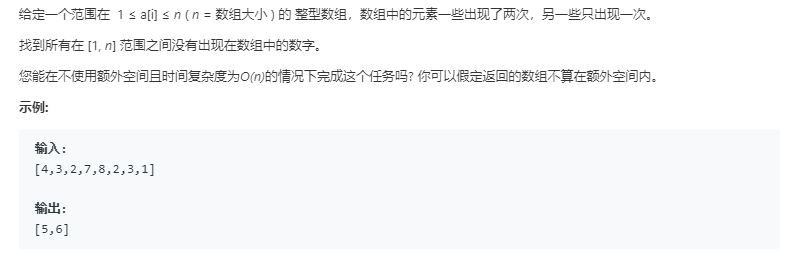 给定一个范围在 1 ≤ a[i] ≤ n ( n = 数组大小 ) 的 整型数组，数组中的元素一些出现了两次，另一些只出现一次。
找到所有在 [1, n] 范围之间没有出现在数组中的数字。
您能在不使用额外空间且时间复杂度为O(n)的情况下完成这个任务吗? 你可以假定返回的数组不算在额外空间内。
示例:
输入:
[4,3,2,7,8,2,3,1]
输出:
[5,6]